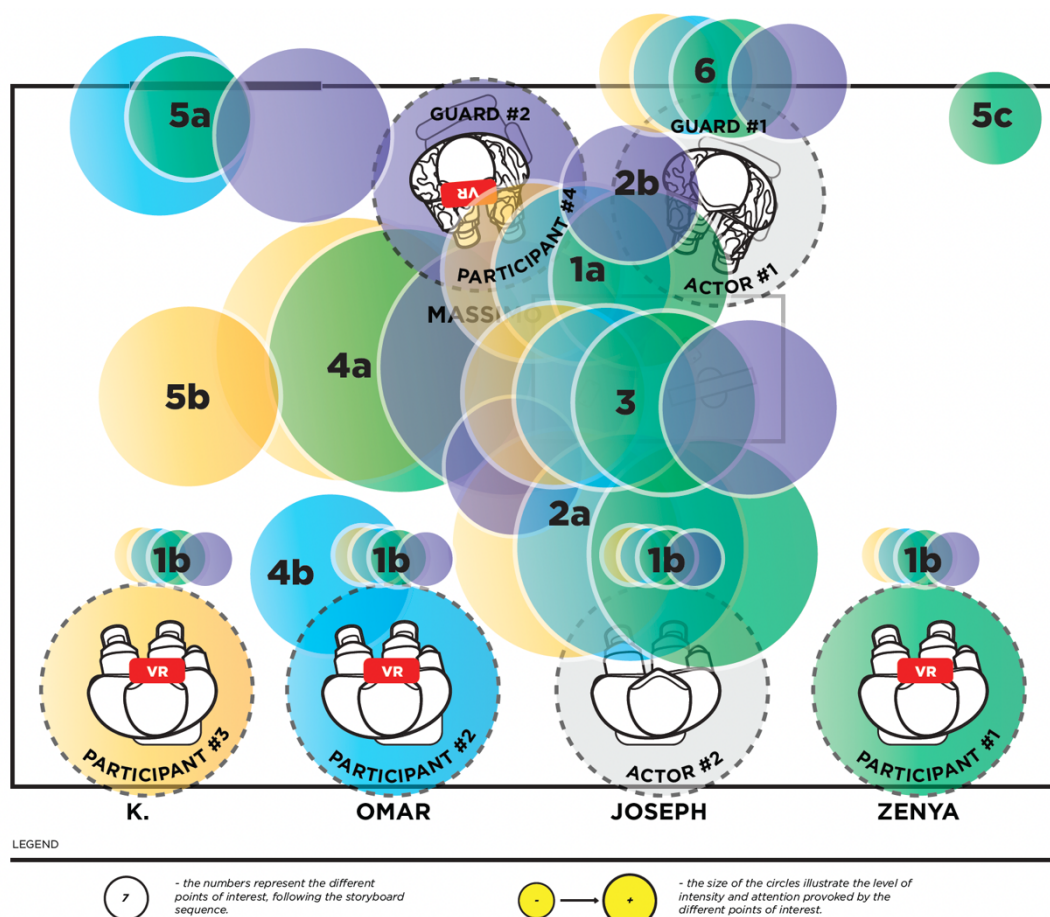 6
5a
GUARD #2
GUARD #1
5c
VR
2b
PARTICIPANT #4
1a
ACTOR #1
MASSIMO
4a
5b
3
2a
1b
4b
1b
1b
1b
VR
VR
VR
PARTICIPANT #3
PARTICIPANT #2
ACTOR #2
PARTICIPANT #1
K.
OMAR
JOSEPH
ZENYA
LEGEND
7
- the numbers represent the different
points of interest, following the storyboard
sequence.
-
+
- the size of the circles illustrate the level of
intensity and attention provoked by the
different points of interest.